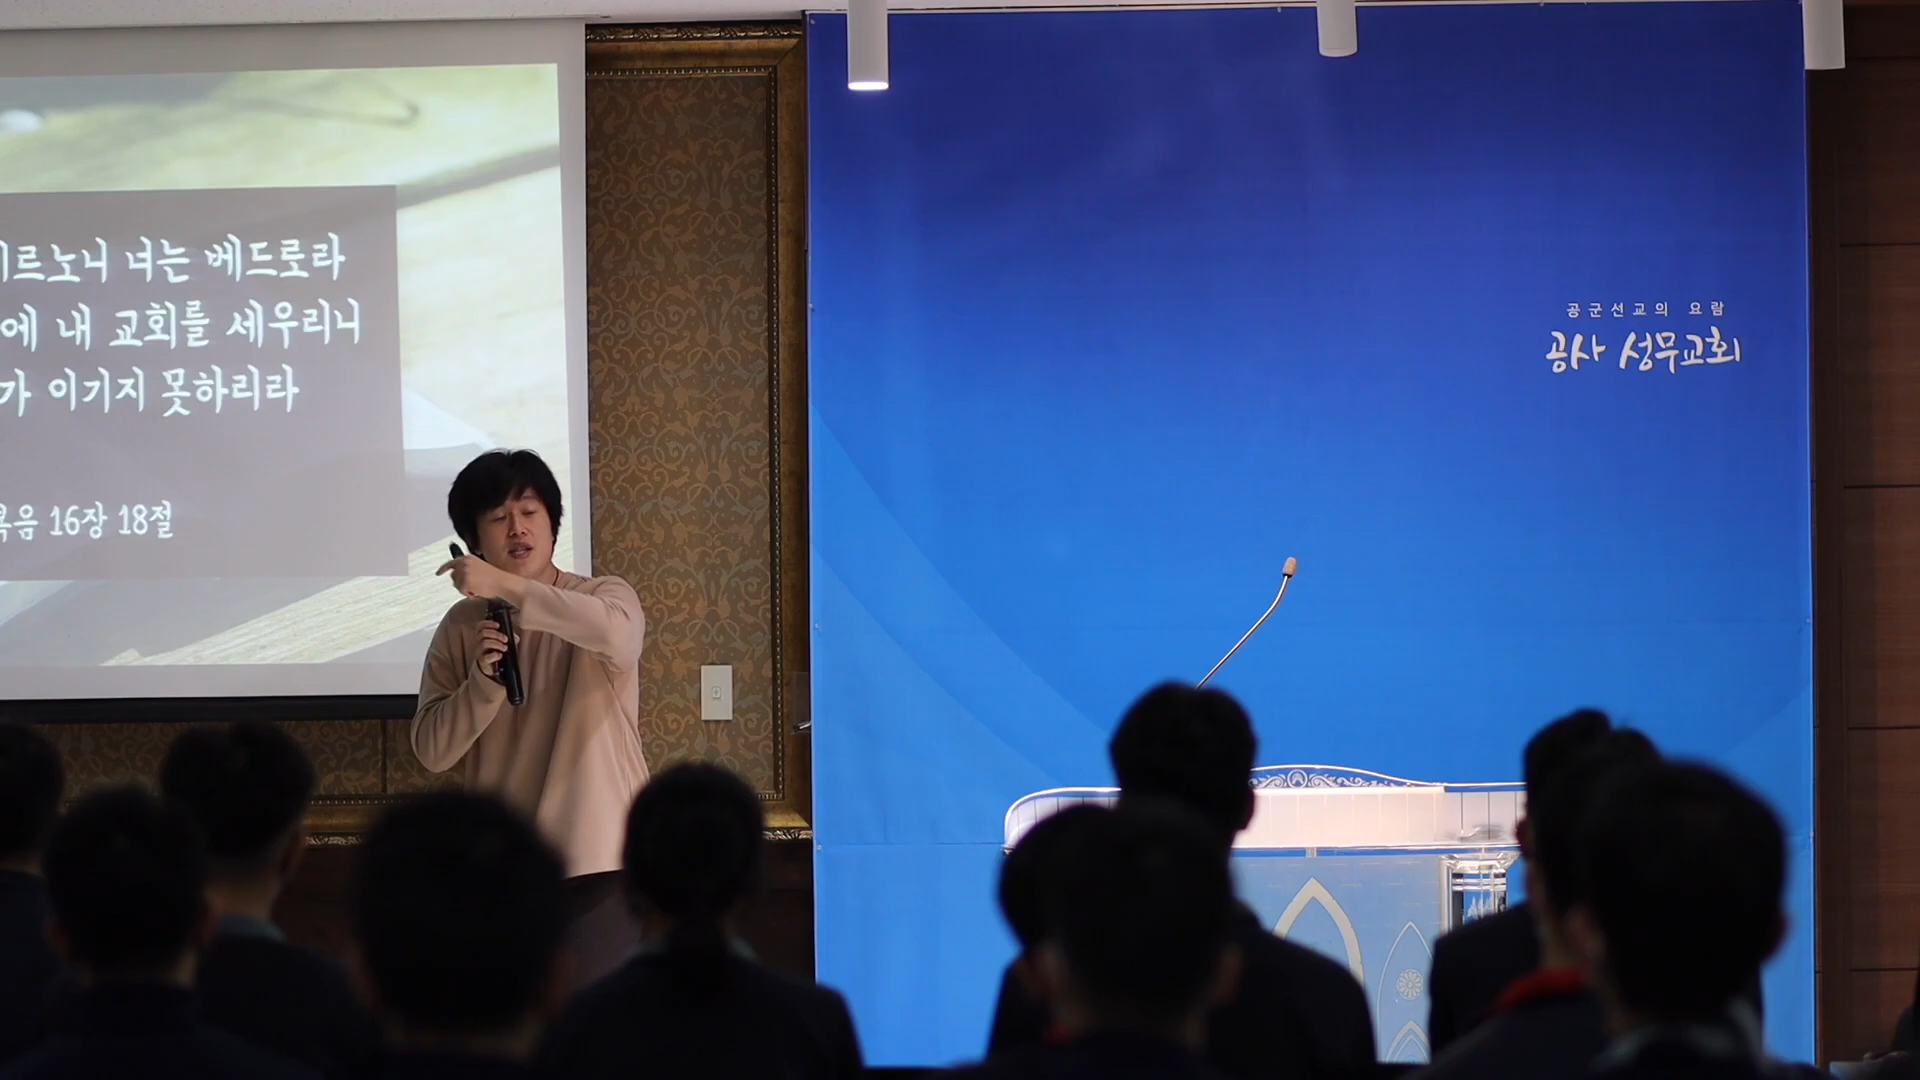 이르노니 너는 베드로라
에 내 교회를 세우리니
가 이기지 못하리라
복음 16장 18절
공군선교의 요람
공사 성무교회